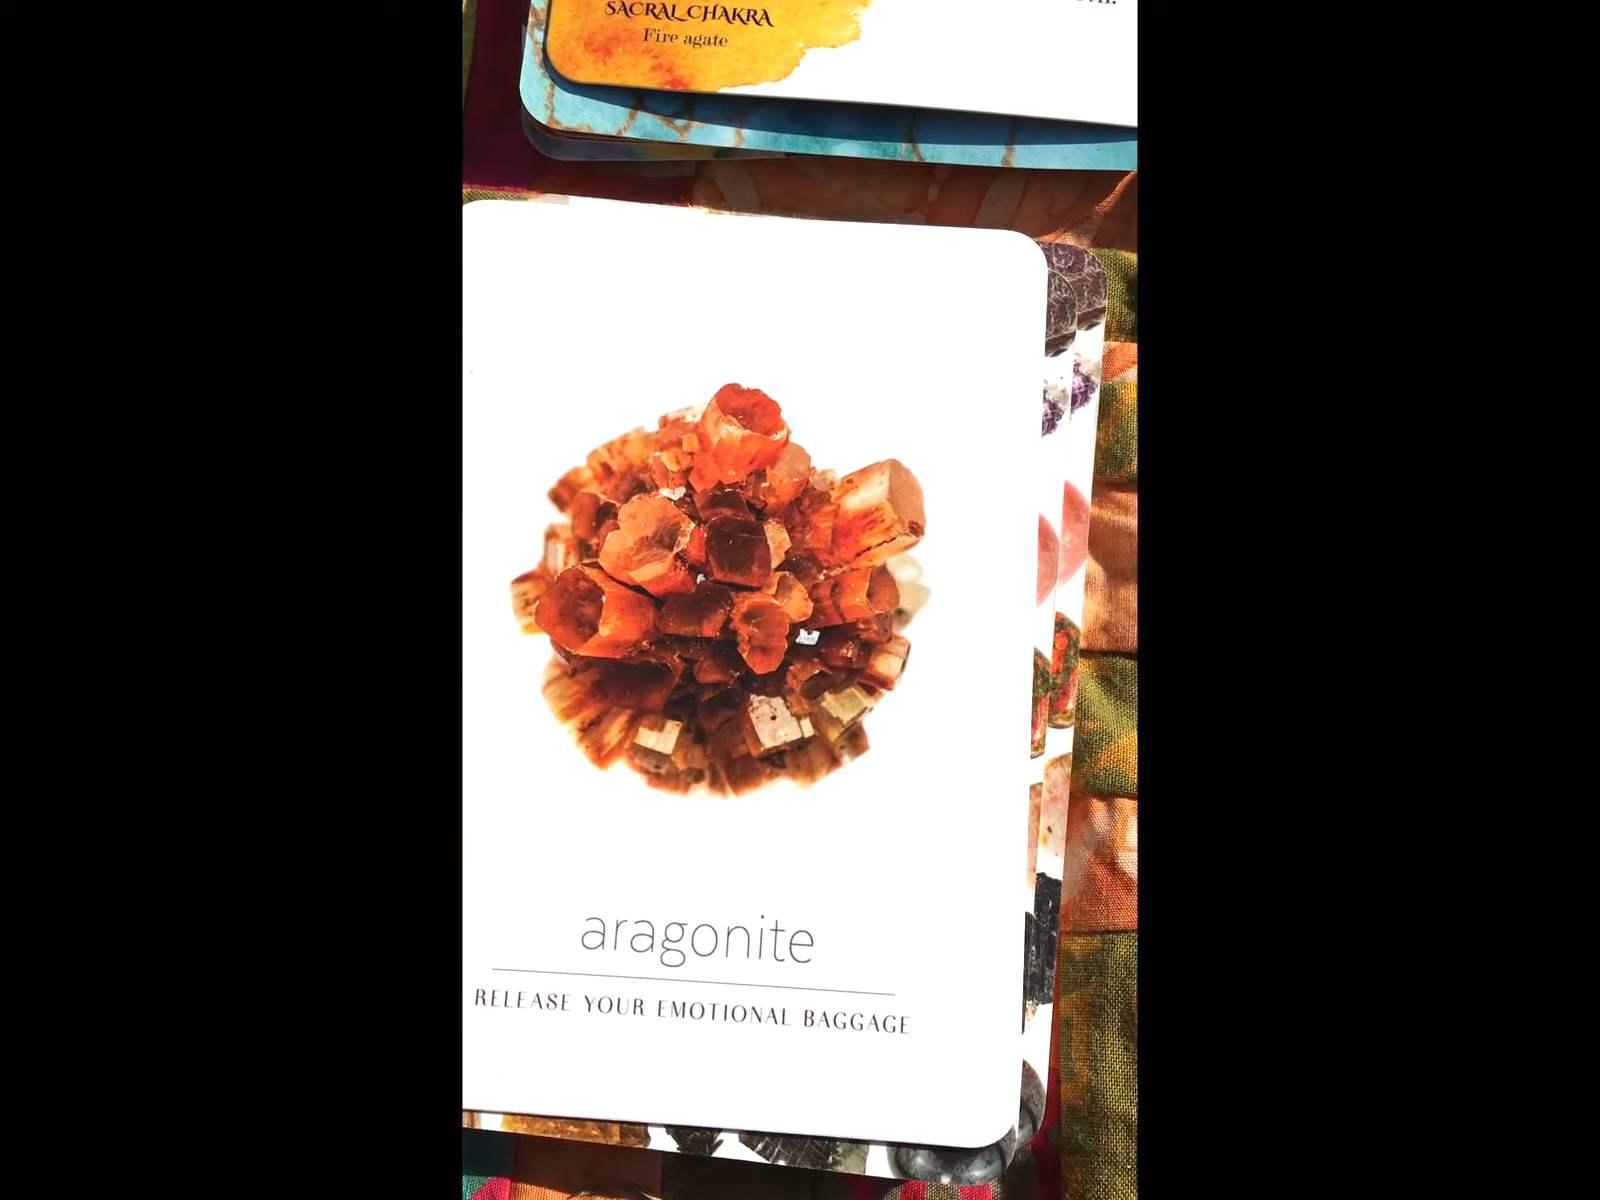 SACRAL CHAKRA
Fire agate
aragonite
RELEASE YOUR EMOTIONAL BAGGAGE